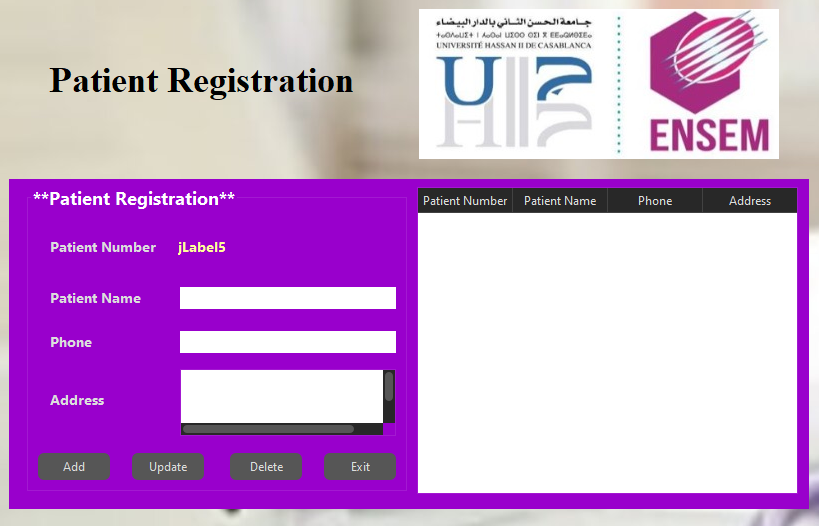 Patient Registration
جامعة الحسن الثاني بالدار البيضاء
UNIVERSITÉ HASSAN II DE CASABLANCA
ENSEM
**Patient Registration**
Patient Number jLabel5
Patient Name
Phone
Address
Add Update Delete Exit
Patient Number Patient Name Phone Address